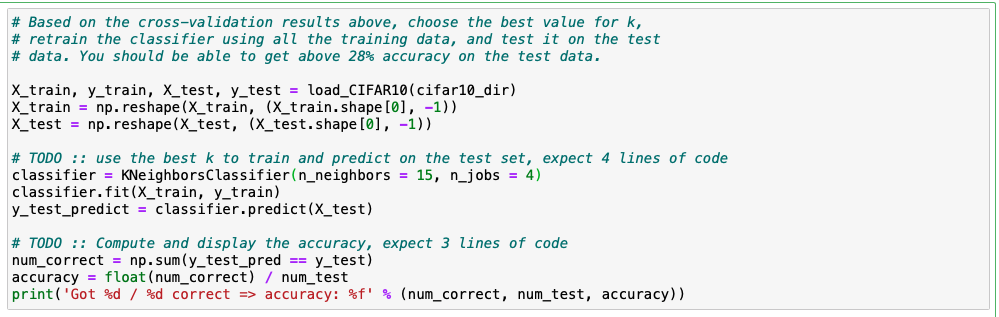 # Based on the cross-validation results above, choose the best value for k,
# retrain the classifier using all the training data, and test it on the test
# data. You should be able to get above 28% accuracy on the test data.
X_train, y_train, X_test, y_test = load_CIFAR10(cifar10_dir)
X_train = np.reshape(X_train, (X_train.shape[0], -1))
X_test = np.reshape(X_test, (X_test.shape[0], -1))
# TODO :: use the best k to train and predict on the test set, expect 4 lines of code
classifier = KNeighborsClassifier(n_neighbors = 15, n_jobs = 4)
classifier.fit(X_train, y_train)
y_test_predict = classifier.predict(X_test)
# TODO :: Compute and display the accuracy, expect 3 lines of code
num_correct = np.sum(y_test_pred == y_test)
accuracy = float(num_correct) / num_test
print('Got %d / %d correct => accuracy: %f' % (num_correct, num_test, accuracy))